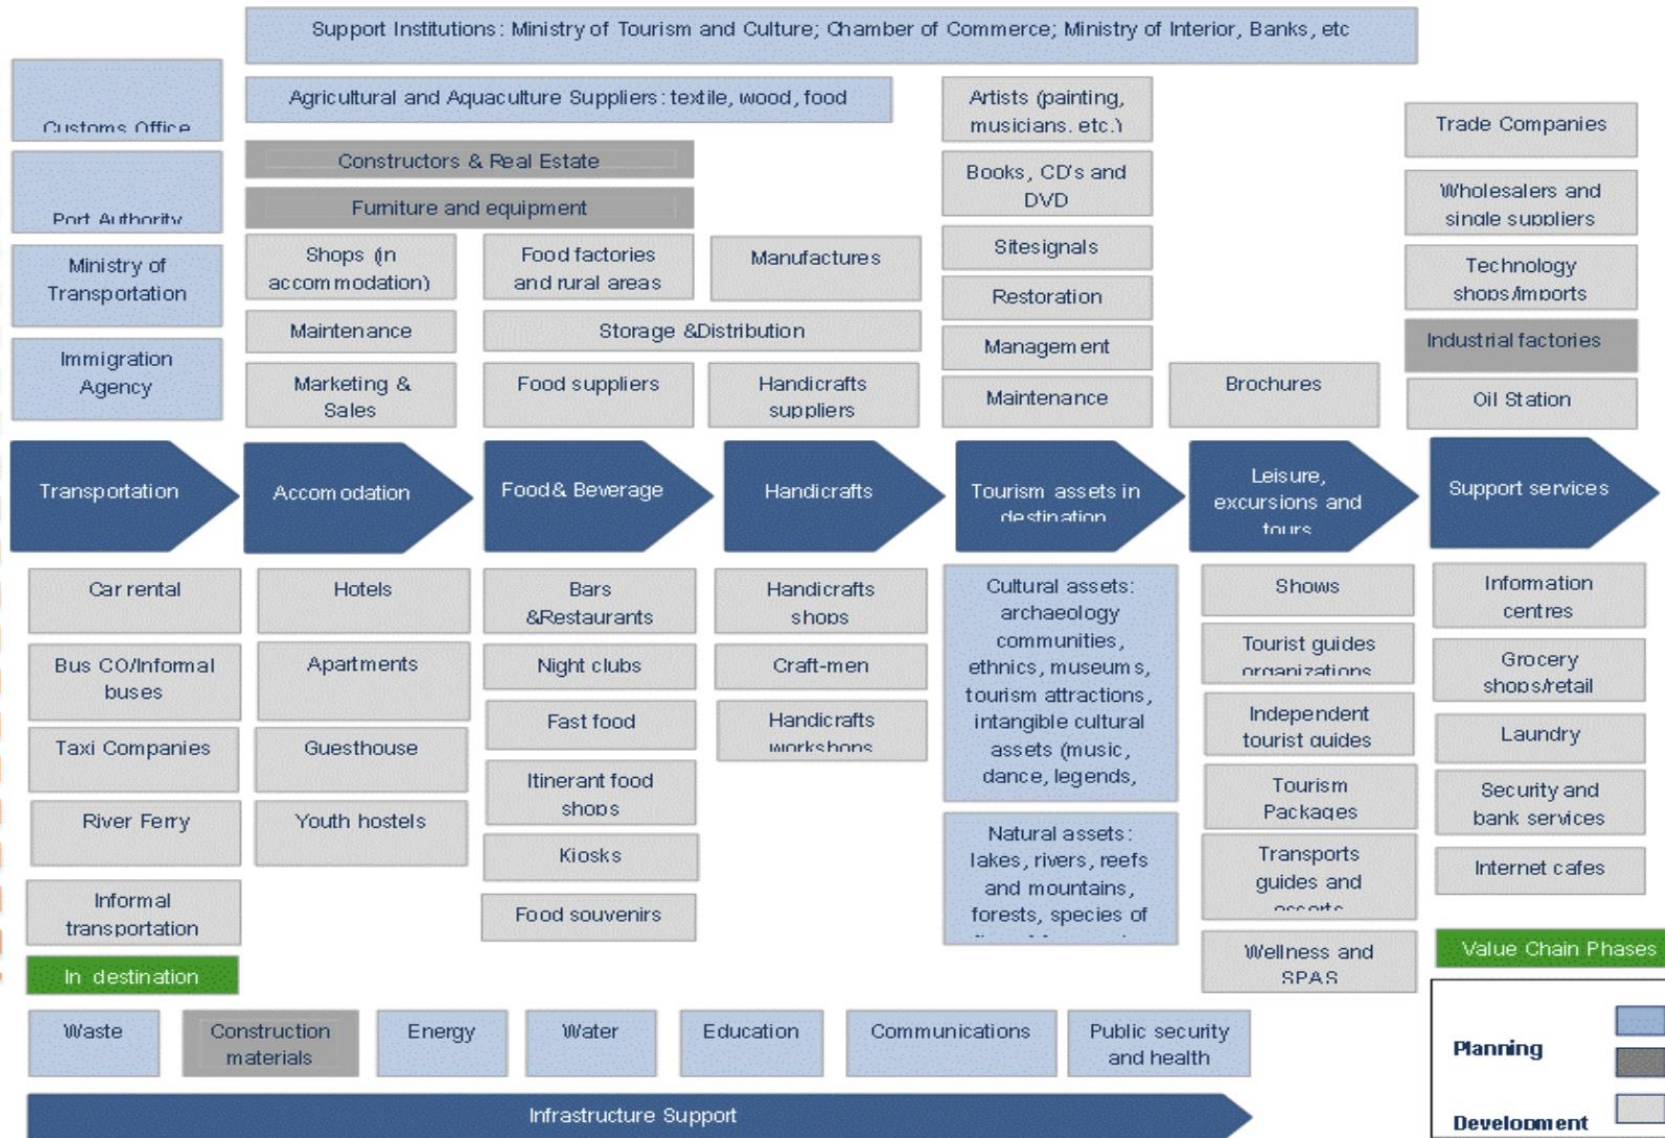 Support Institutions: Ministry of Tourism and Culture; Chamber of Commerce; Ministry of Interior, Banks, etc
Customs Office
Agricultural and Aquaculture Suppliers: textile, wood, food
Artists (painting,
musicians, etc.)
Trade Companies
Constructors & Real Estate
Port Authority
Books, CD's and
DVD
Wholesalers and
single suppliers
Furniture and equipment
Ministry of
Transportation
Shops (in
accommodation)
Food factories
and rural areas
Manufactures
Sitesignals
Technology
shops/imports
Restoration
Maintenance
Storage &Distribution
Industrial factories
Immigration
Agency
Management
Marketing &
Sales
Food suppliers
Handicrafts
suppliers
Maintenance
Brochures
Oil Station
Transportation
Accomodation
Food& Beverage
Handicrafts
Tourism assets in
destination
Leisure,
excursions and
tours
Support services
Car rental
Bus CO/Informal
buses
Taxi Companies
River Ferry
Informal
transportation
In destination
Hotels
Apartments
Guesthouse
Youth hostels
Bars
&Restaurants
Night clubs
Fast food
Itinerant food
shops
Kiosks
Food souvenirs
Handicrafts
shops
Craft-men
Handicrafts
workshops
Cultural assets:
archaeology
communities,
ethnics, museums,
tourism attractions,
intangible cultural
assets (music,
dance, legends,
Natural assets:
lakes, rivers, reefs
and mountains,
forests, species of
Shows
Tourist guides
organizations
Independent
tourist guides
Tourism
Packages
Transports
guides and
escorts
Wellness and
SPAS
Information
centres
Grocery
shops/retail
Laundry
Security and
bank services
Internet cafes
Value Chain Phases
Planning
Development
Waste
Construction
materials
Energy
Water
Education
Communications
Public security
and health
Infrastructure Support